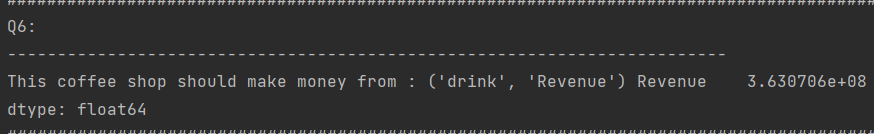 ################################################################################
Q6:
------------------------------------------------------------------------
This coffee shop should make money from : ('drink', 'Revenue') Revenue    3.630706e+08
dtype: float64
################################################################################